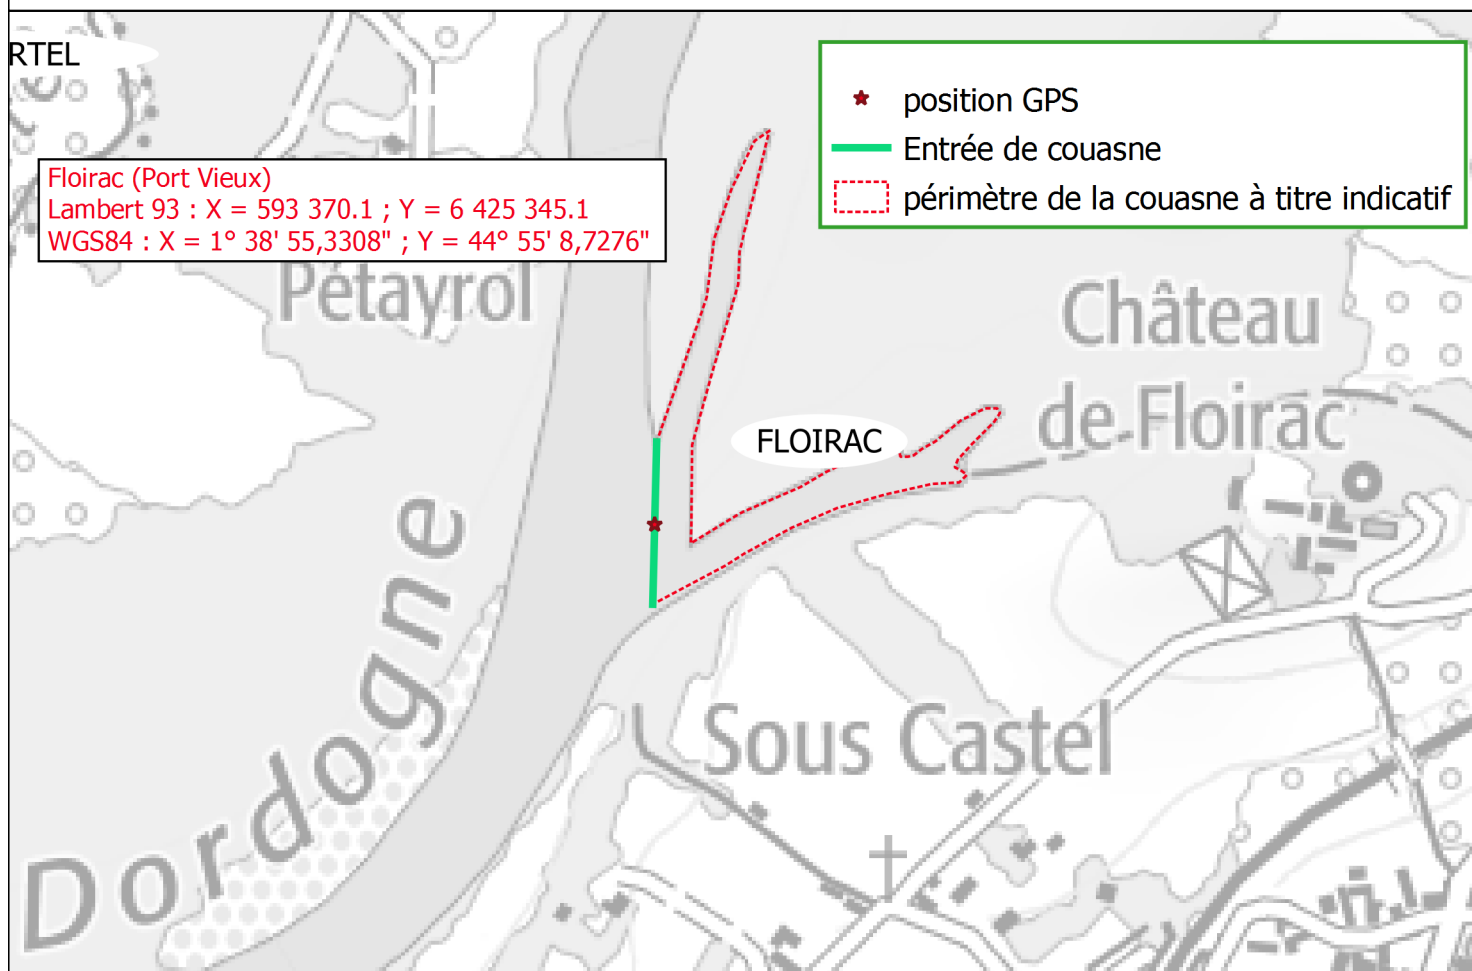 RTEL
position GPS
Entrée de couasne
périmètre de la couasne à titre indicatif
Floirac (Port Vieux)
Lambert 93 : X = 593 370.1 ; Y = 6 425 345.1
WGS84 : X = 1° 38' 55,3308" ; Y = 44° 55' 8,7276"
Pétayrol
Château
de Floirac
FLOIRAC
Dordogne
Sous Castel